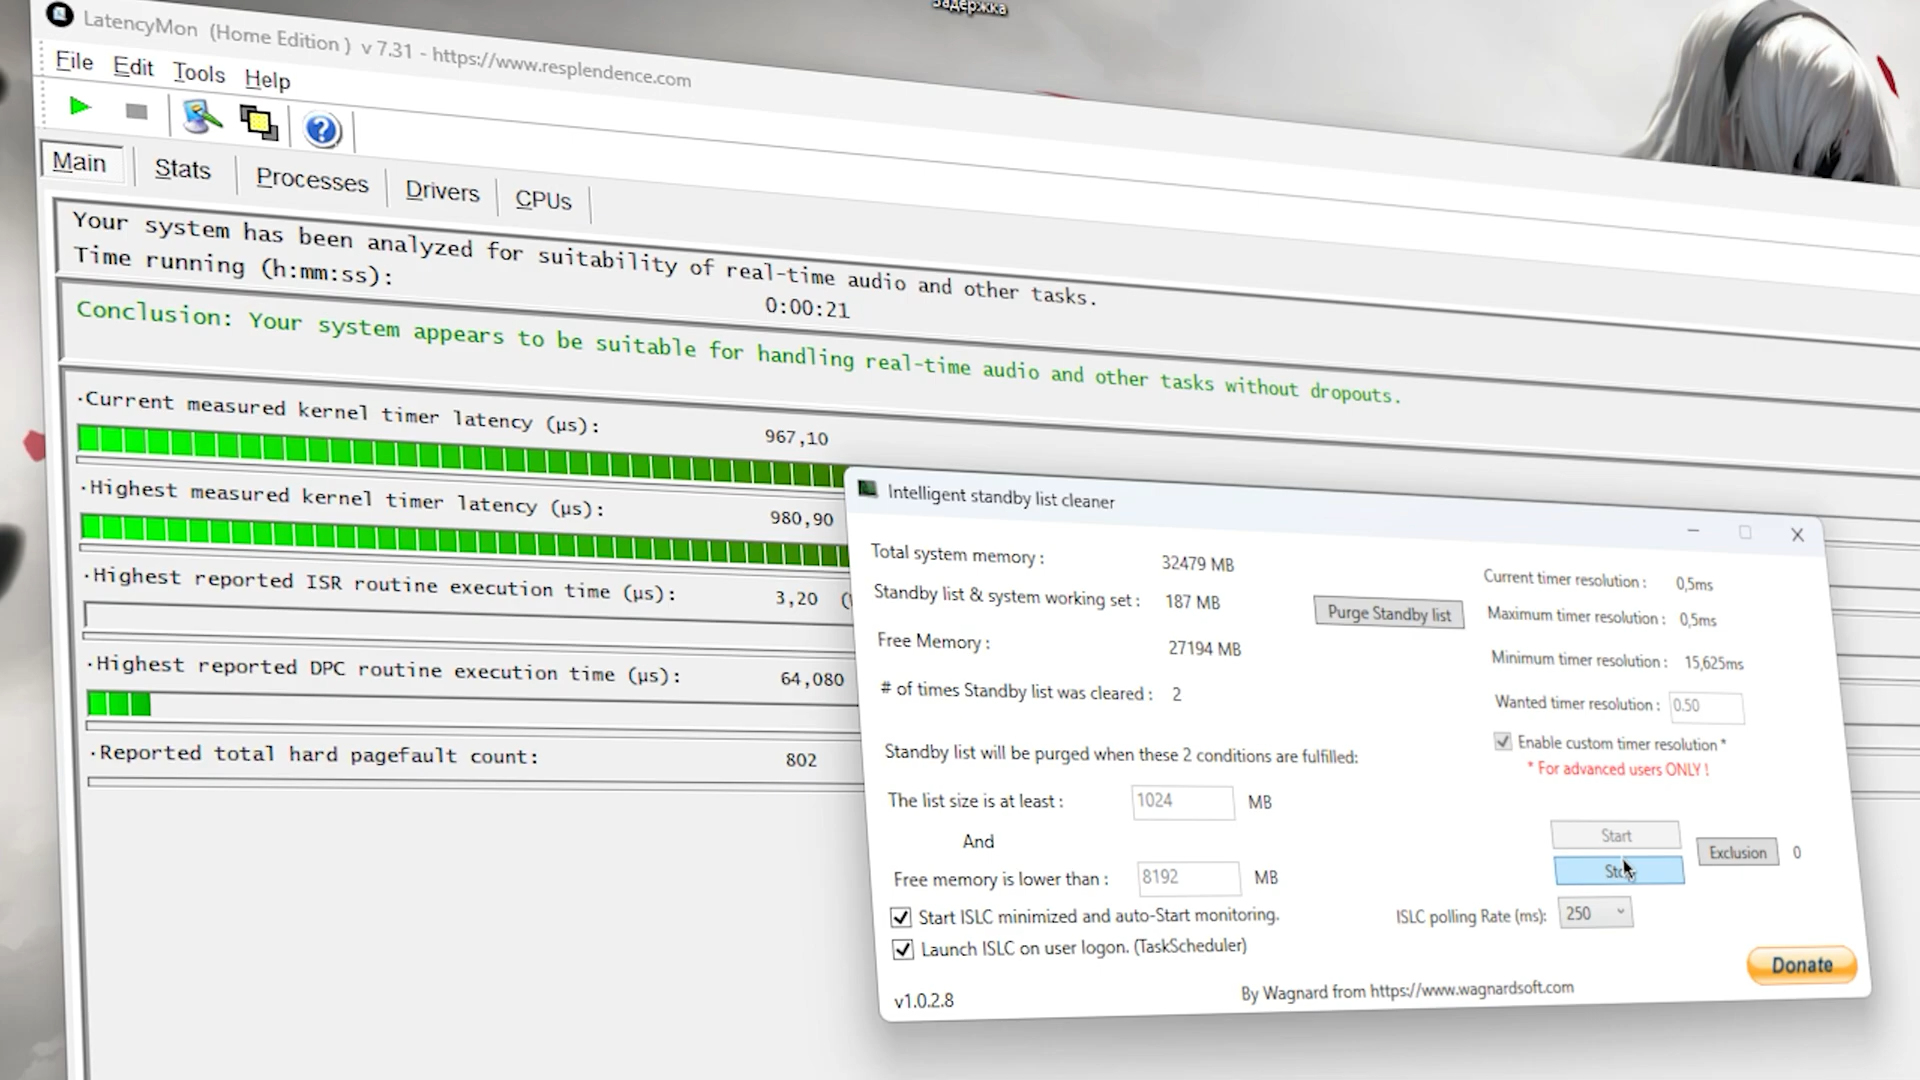 Задержка
LatencyMon (Home Edition ) v 7.31 - https://www.resplendence.com
File Edit Tools Help
Main Stats Processes Drivers CPUs
Your system has been analyzed for suitability of real-time audio and other tasks.
Time running (h:mm:ss): 0:00:21
Conclusion: Your system appears to be suitable for handling real-time audio and other tasks without dropouts.
·Current measured kernel timer latency (µs): 967,10
·Highest measured kernel timer latency (µs): 980,90
·Highest reported ISR routine execution time (µs): 3,20
·Highest reported DPC routine execution time (µs): 64,080
·Reported total hard pagefault count: 802
Intelligent standby list cleaner
Total system memory : 32479 MB
Standby list & system working set : 187 MB
Purge Standby list
Free Memory : 27194 MB
# of times Standby list was cleared : 2
Current timer resolution : 0,5ms
Maximum timer resolution : 0,5ms
Minimum timer resolution : 15,625ms
Wanted timer resolution : 0.50
Enable custom timer resolution *
* For advanced users ONLY !
Standby list will be purged when these 2 conditions are fulfilled:
The list size is at least : 1024 MB
And
Free memory is lower than : 8192 MB
Start
Stop
Exclusion 0
Start ISLC minimized and auto-Start monitoring.
ISLC polling Rate (ms): 250
Launch ISLC on user logon. (TaskScheduler)
Donate
v1.0.2.8
By Wagnard from https://www.wagnardsoft.com